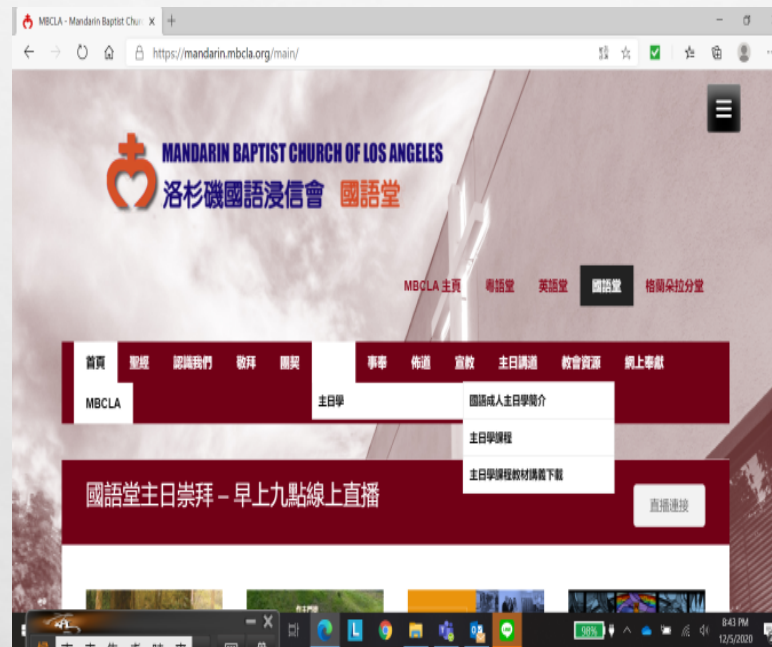 MBCLA - Mandarin Baptist Chur
https://mandarin.mbcla.org/main/
MANDARIN BAPTIST CHURCH OF LOS ANGELES
洛杉磯國語浸信會 國語堂
MBCLA 主頁 粵語堂 英語堂 國語堂 格蘭朵拉分堂
首頁 聖經 認識我們 敬拜 團契 事奉 佈道 宣教 主日講道 教會資源 網上奉獻
MBCLA 主日學 國語成人主日學簡介
主日學課程
主日學課程教材講義下載
國語堂主日崇拜 – 早上九點線上直播
直播連接
98%
8:43 PM
12/5/2020